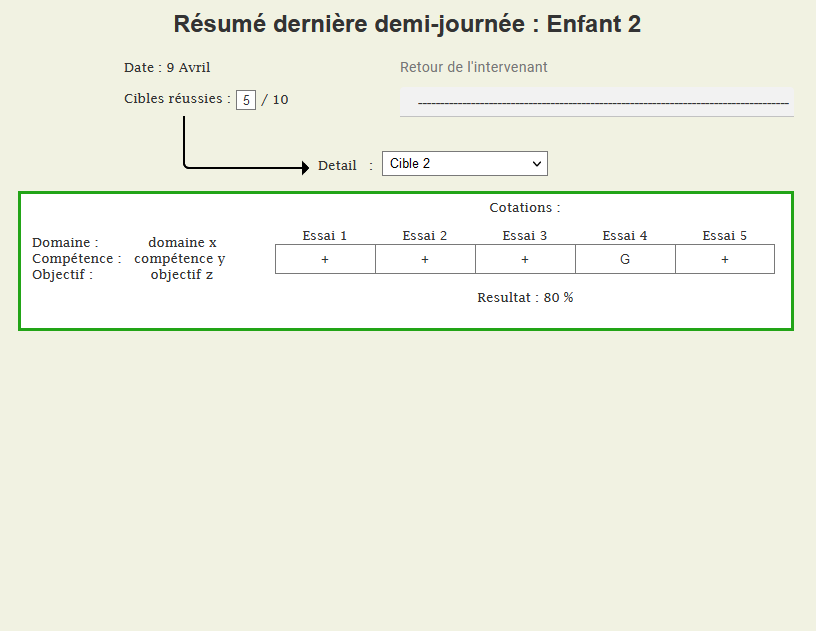 Résumé dernière demi-journée : Enfant 2
Date : 9 Avril
Retour de l'intervenant
Cibles réussies : 5 / 10
Detail :
Cible 2
Cotations :
Essai 1 Essai 2 Essai 3 Essai 4 Essai 5
+ + + G +
Domaine : domaine x
Compétence : compétence y
Objectif : objectif z
Resultat : 80 %